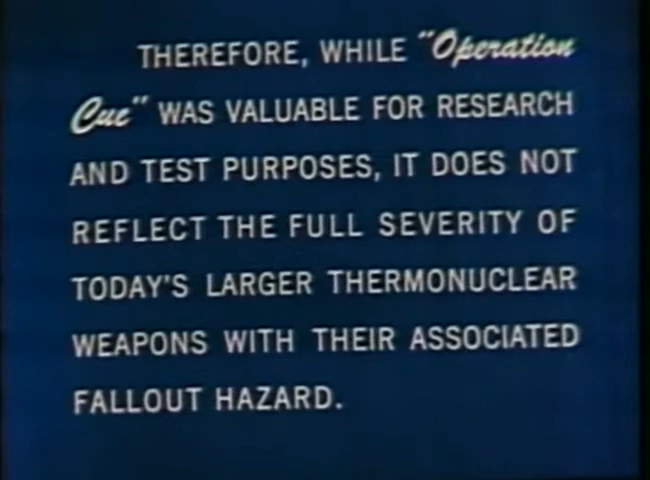 THEREFORE, WHILE "Operation
Cue" WAS VALUABLE FOR RESEARCH
AND TEST PURPOSES, IT DOES NOT
REFLECT THE FULL SEVERITY OF
TODAY'S LARGER THERMONUCLEAR
WEAPONS WITH THEIR ASSOCIATED
FALLOUT HAZARD.